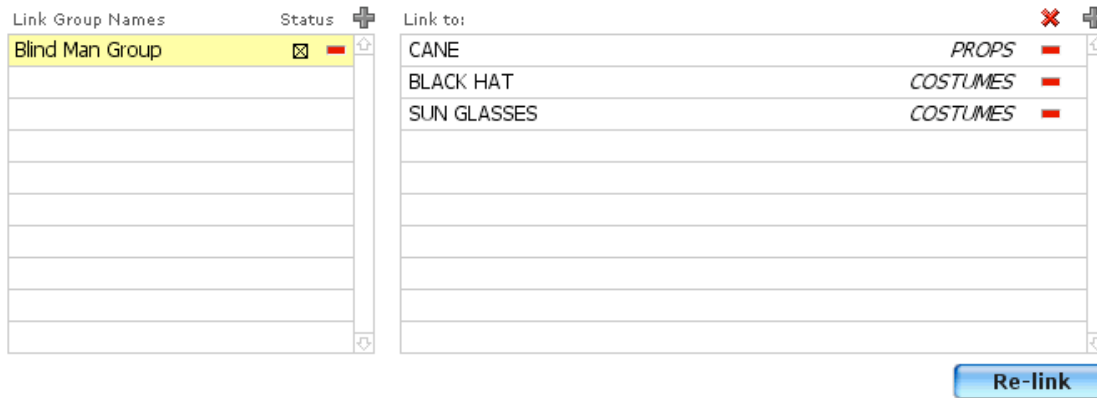 Link Group Names Status Link to:
Blind Man Group CANE PROPS
BLACK HAT COSTUMES
SUN GLASSES COSTUMES
Re-link